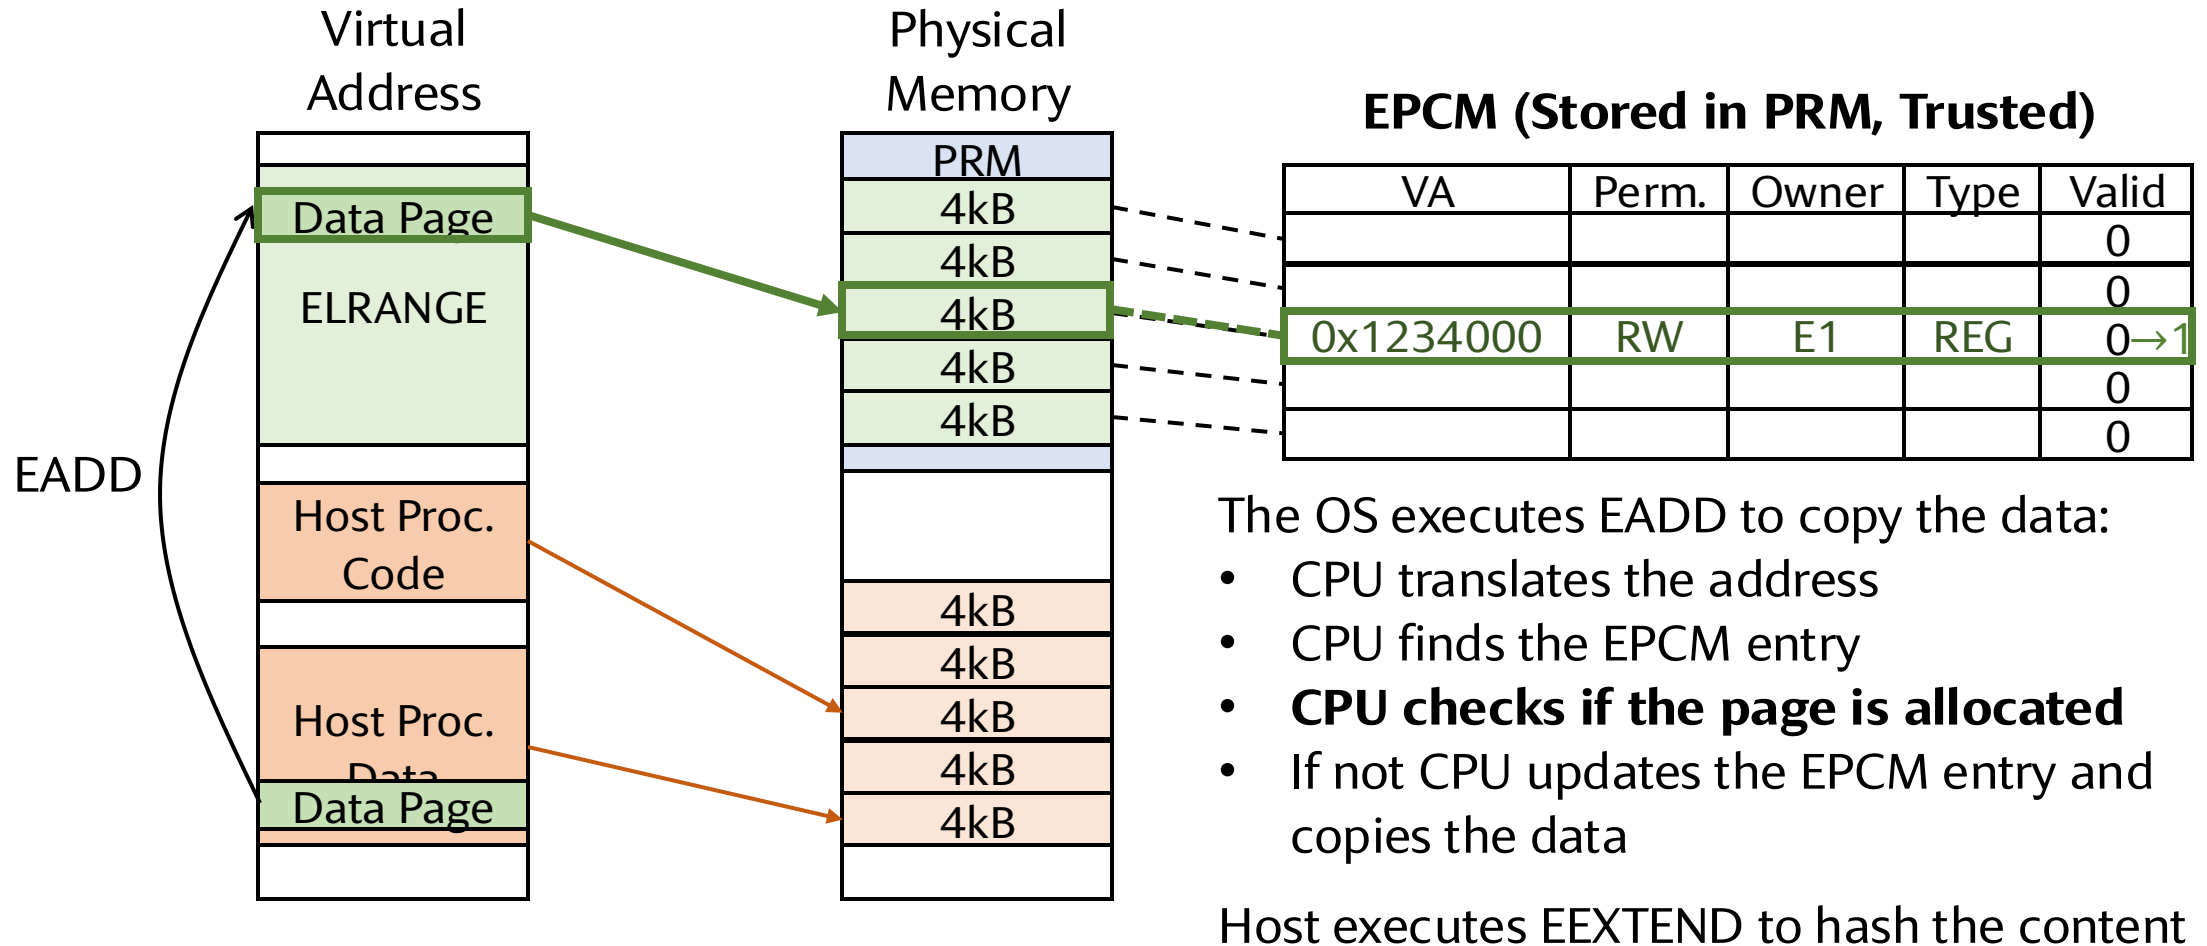 Virtual
Address
Physical
Memory
EPCM (Stored in PRM, Trusted)
Data Page
ELRANGE
EADD
Host Proc.
Code
Host Proc.
Data
Data Page
PRM
4kB
4kB
4kB
4kB
4kB
4kB
4kB
4kB
4kB
4kB
VA Perm. Owner Type Valid
0
0
0x1234000 RW E1 REG 0→1
0
0
The OS executes EADD to copy the data:
• CPU translates the address
• CPU finds the EPCM entry
• CPU checks if the page is allocated
• If not CPU updates the EPCM entry and
copies the data
Host executes EEXTEND to hash the content